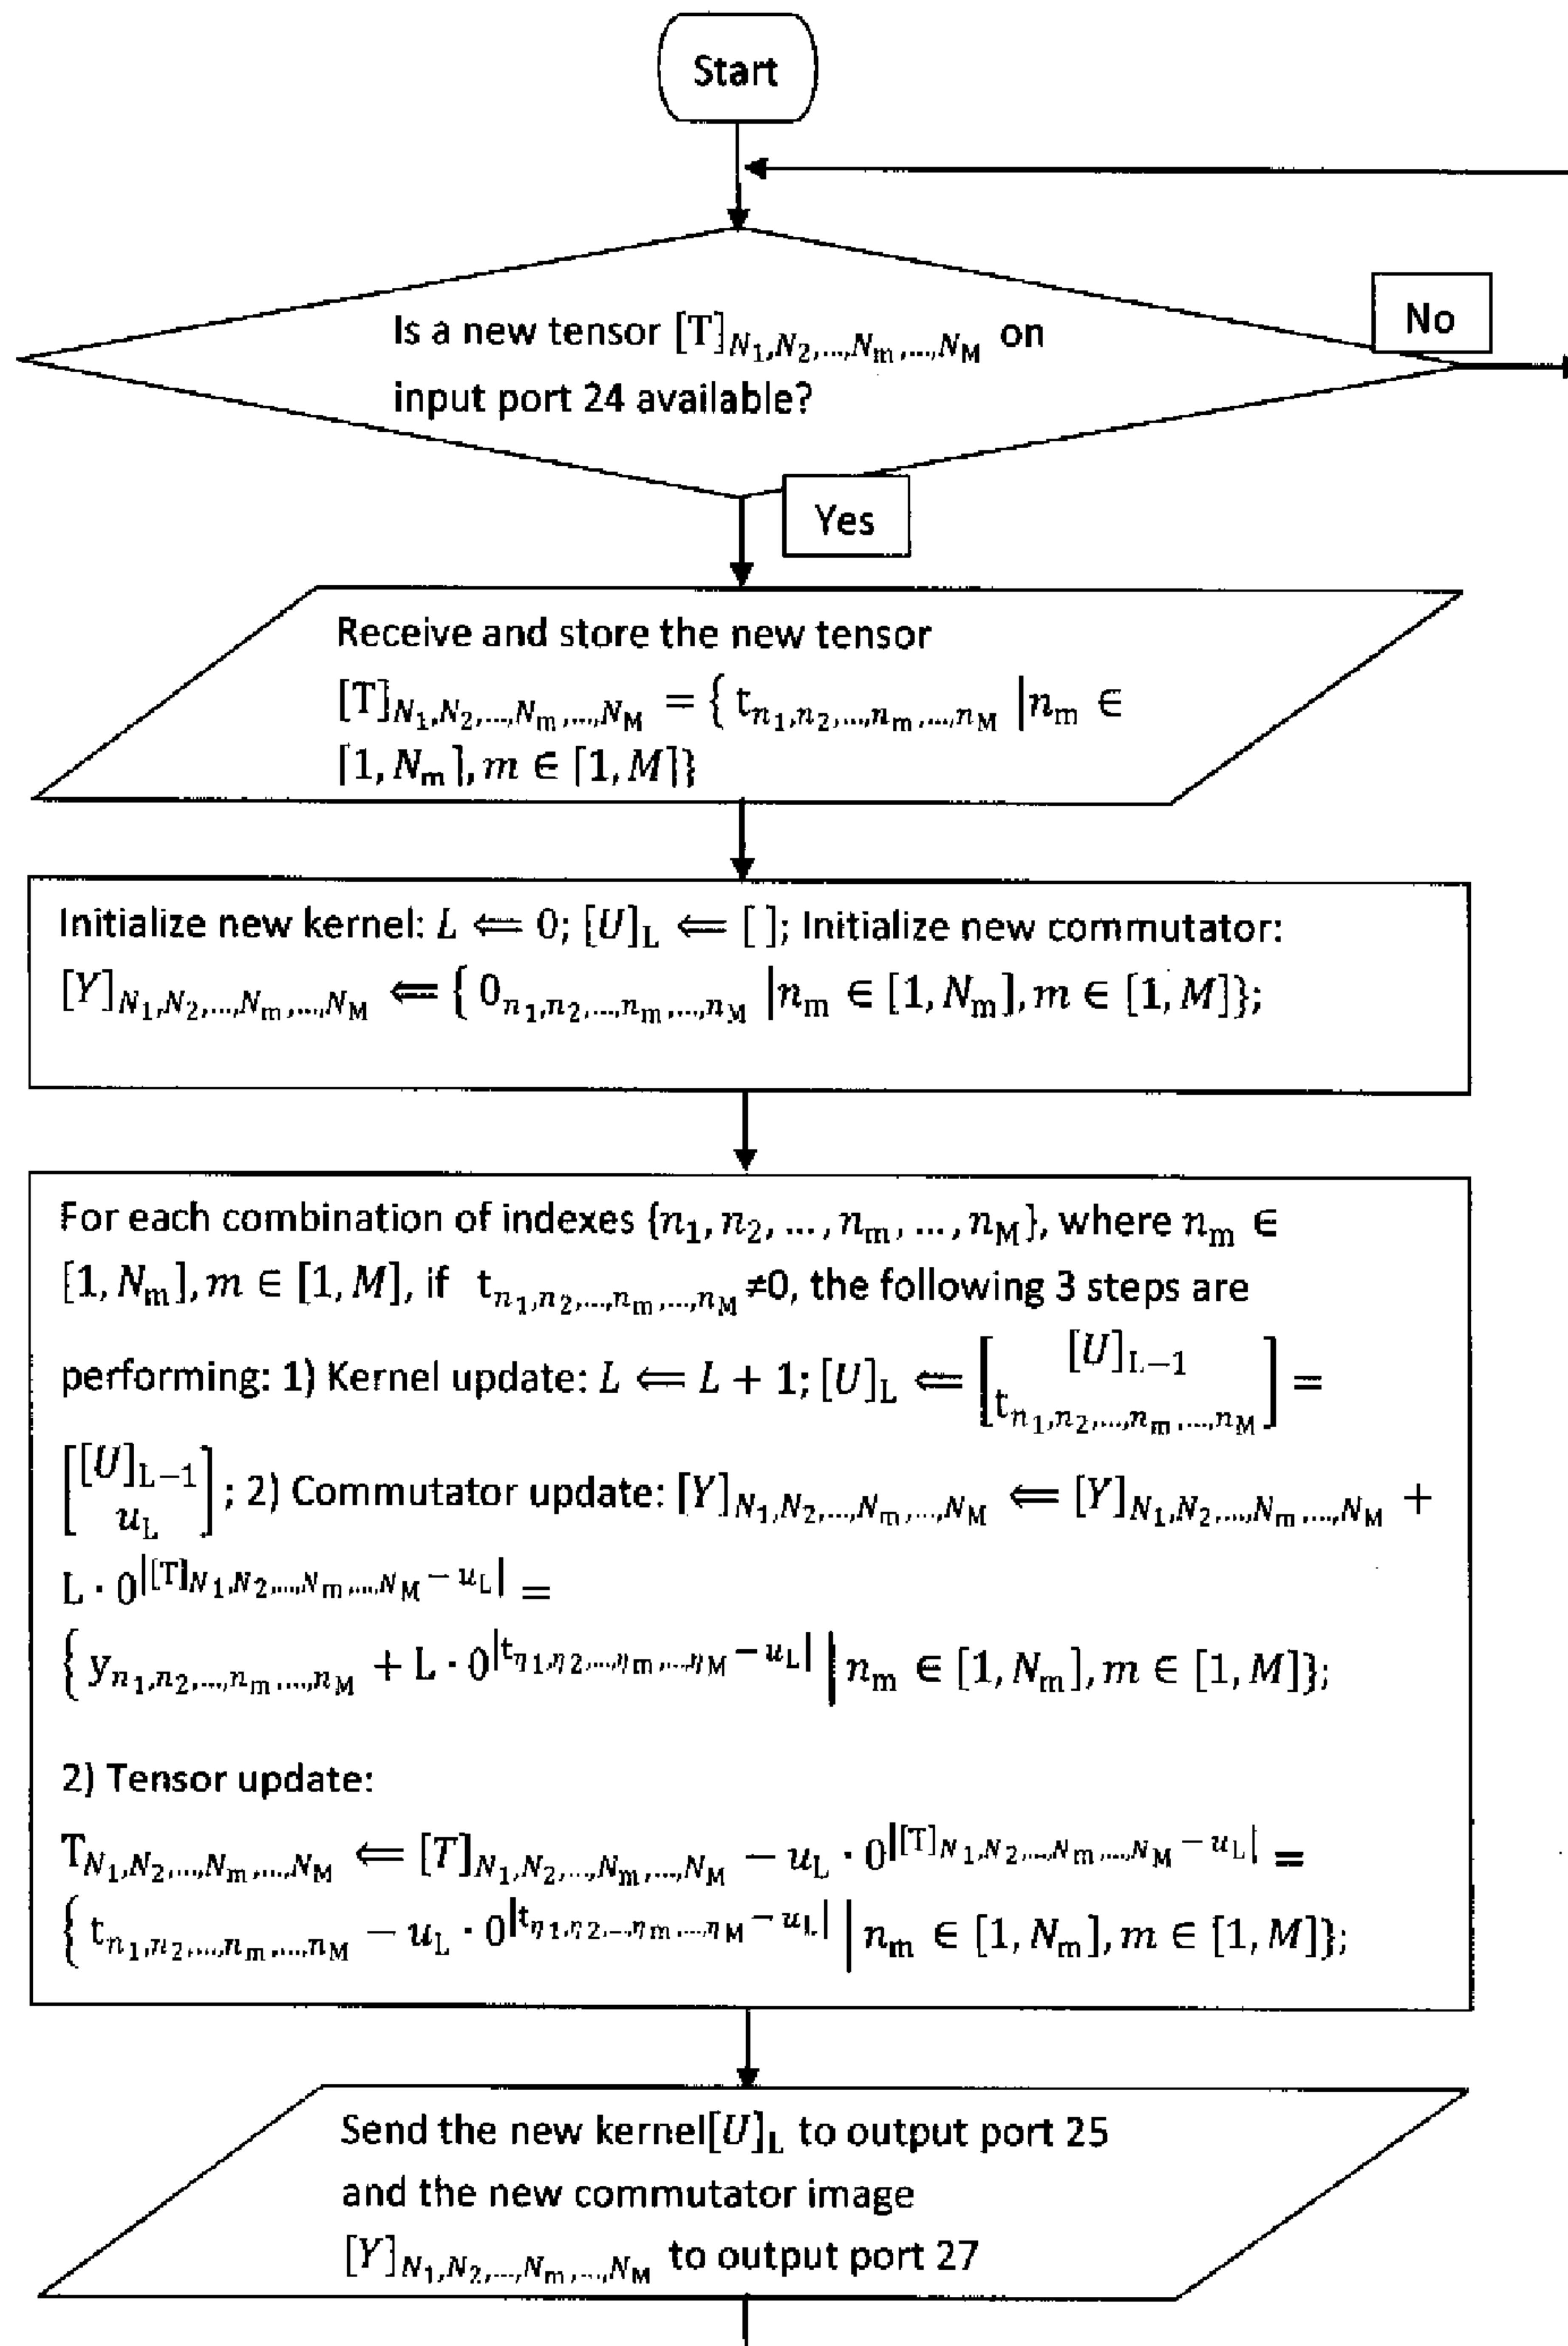 Start
Is a new tensor [T]_{N_1,N_2,...,N_m,...,N_M} on
No
input port 24 available?
Yes
Receive and store the new tensor
[T]_{N_1,N_2,...,N_m,...,N_M} = { t_{n_1,n_2,...,n_m,...,n_M} | n_m ∈
[1, N_m], m ∈ [1, M]}
Initialize new kernel: L ⇐ 0; [U]_L ⇐ [ ]; Initialize new commutator:
[Y]_{N_1,N_2,...,N_m,...,N_M} ⇐ { 0_{n_1,n_2,...,n_m,...,n_M} | n_m ∈ [1, N_m], m ∈ [1, M]};
For each combination of indexes {n_1, n_2, ..., n_m, ..., n_M}, where n_m ∈
[1, N_m], m ∈ [1, M], if t_{n_1,n_2,...,n_m,...,n_M} ≠0, the following 3 steps are
performing: 1) Kernel update: L ⇐ L + 1; [U]_L ⇐ [ [U]_{L−1} / t_{n_1,n_2,...,n_m,...,n_M} ] =
[ [U]_{L−1} / u_L ]; 2) Commutator update: [Y]_{N_1,N_2,...,N_m,...,N_M} ⇐ [Y]_{N_1,N_2,...,N_m,...,N_M} +
L · 0^{|[T]_{N_1,N_2,...,N_m,...,N_M} − u_L|} =
{ y_{n_1,n_2,...,n_m,...,n_M} + L · 0^{|t_{η_1,η_2,...,η_m,...,η_M} − u_L|} | n_m ∈ [1, N_m], m ∈ [1, M]};
2) Tensor update:
T_{N_1,N_2,...,N_m,...,N_M} ⇐ [T]_{N_1,N_2,...,N_m,...,N_M} − u_L · 0^{|[T]_{N_1,N_2,...,N_m,...,N_M} − u_L|} =
{ t_{n_1,n_2,...,n_m,...,n_M} − u_L · 0^{|t_{η_1,η_2,...,η_m,...,η_M} − u_L|} | n_m ∈ [1, N_m], m ∈ [1, M]};
Send the new kernel[U]_L to output port 25
and the new commutator image
[Y]_{N_1,N_2,...,N_m,...,N_M} to output port 27